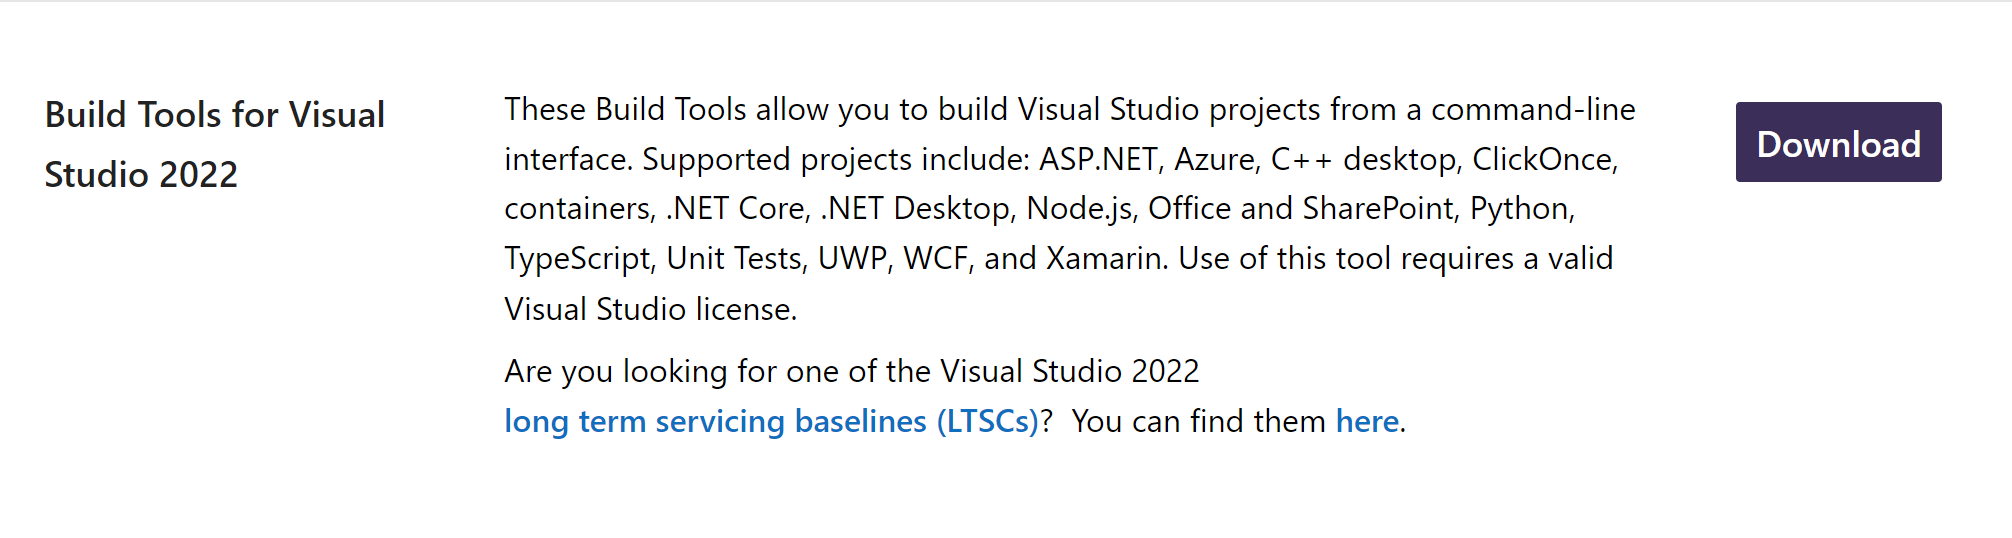 Build Tools for Visual
Studio 2022
These Build Tools allow you to build Visual Studio projects from a command-line
interface. Supported projects include: ASP.NET, Azure, C++ desktop, ClickOnce,
containers, .NET Core, .NET Desktop, Node.js, Office and SharePoint, Python,
TypeScript, Unit Tests, UWP, WCF, and Xamarin. Use of this tool requires a valid
Visual Studio license.
Are you looking for one of the Visual Studio 2022
long term servicing baselines (LTSCs)?  You can find them here.
Download